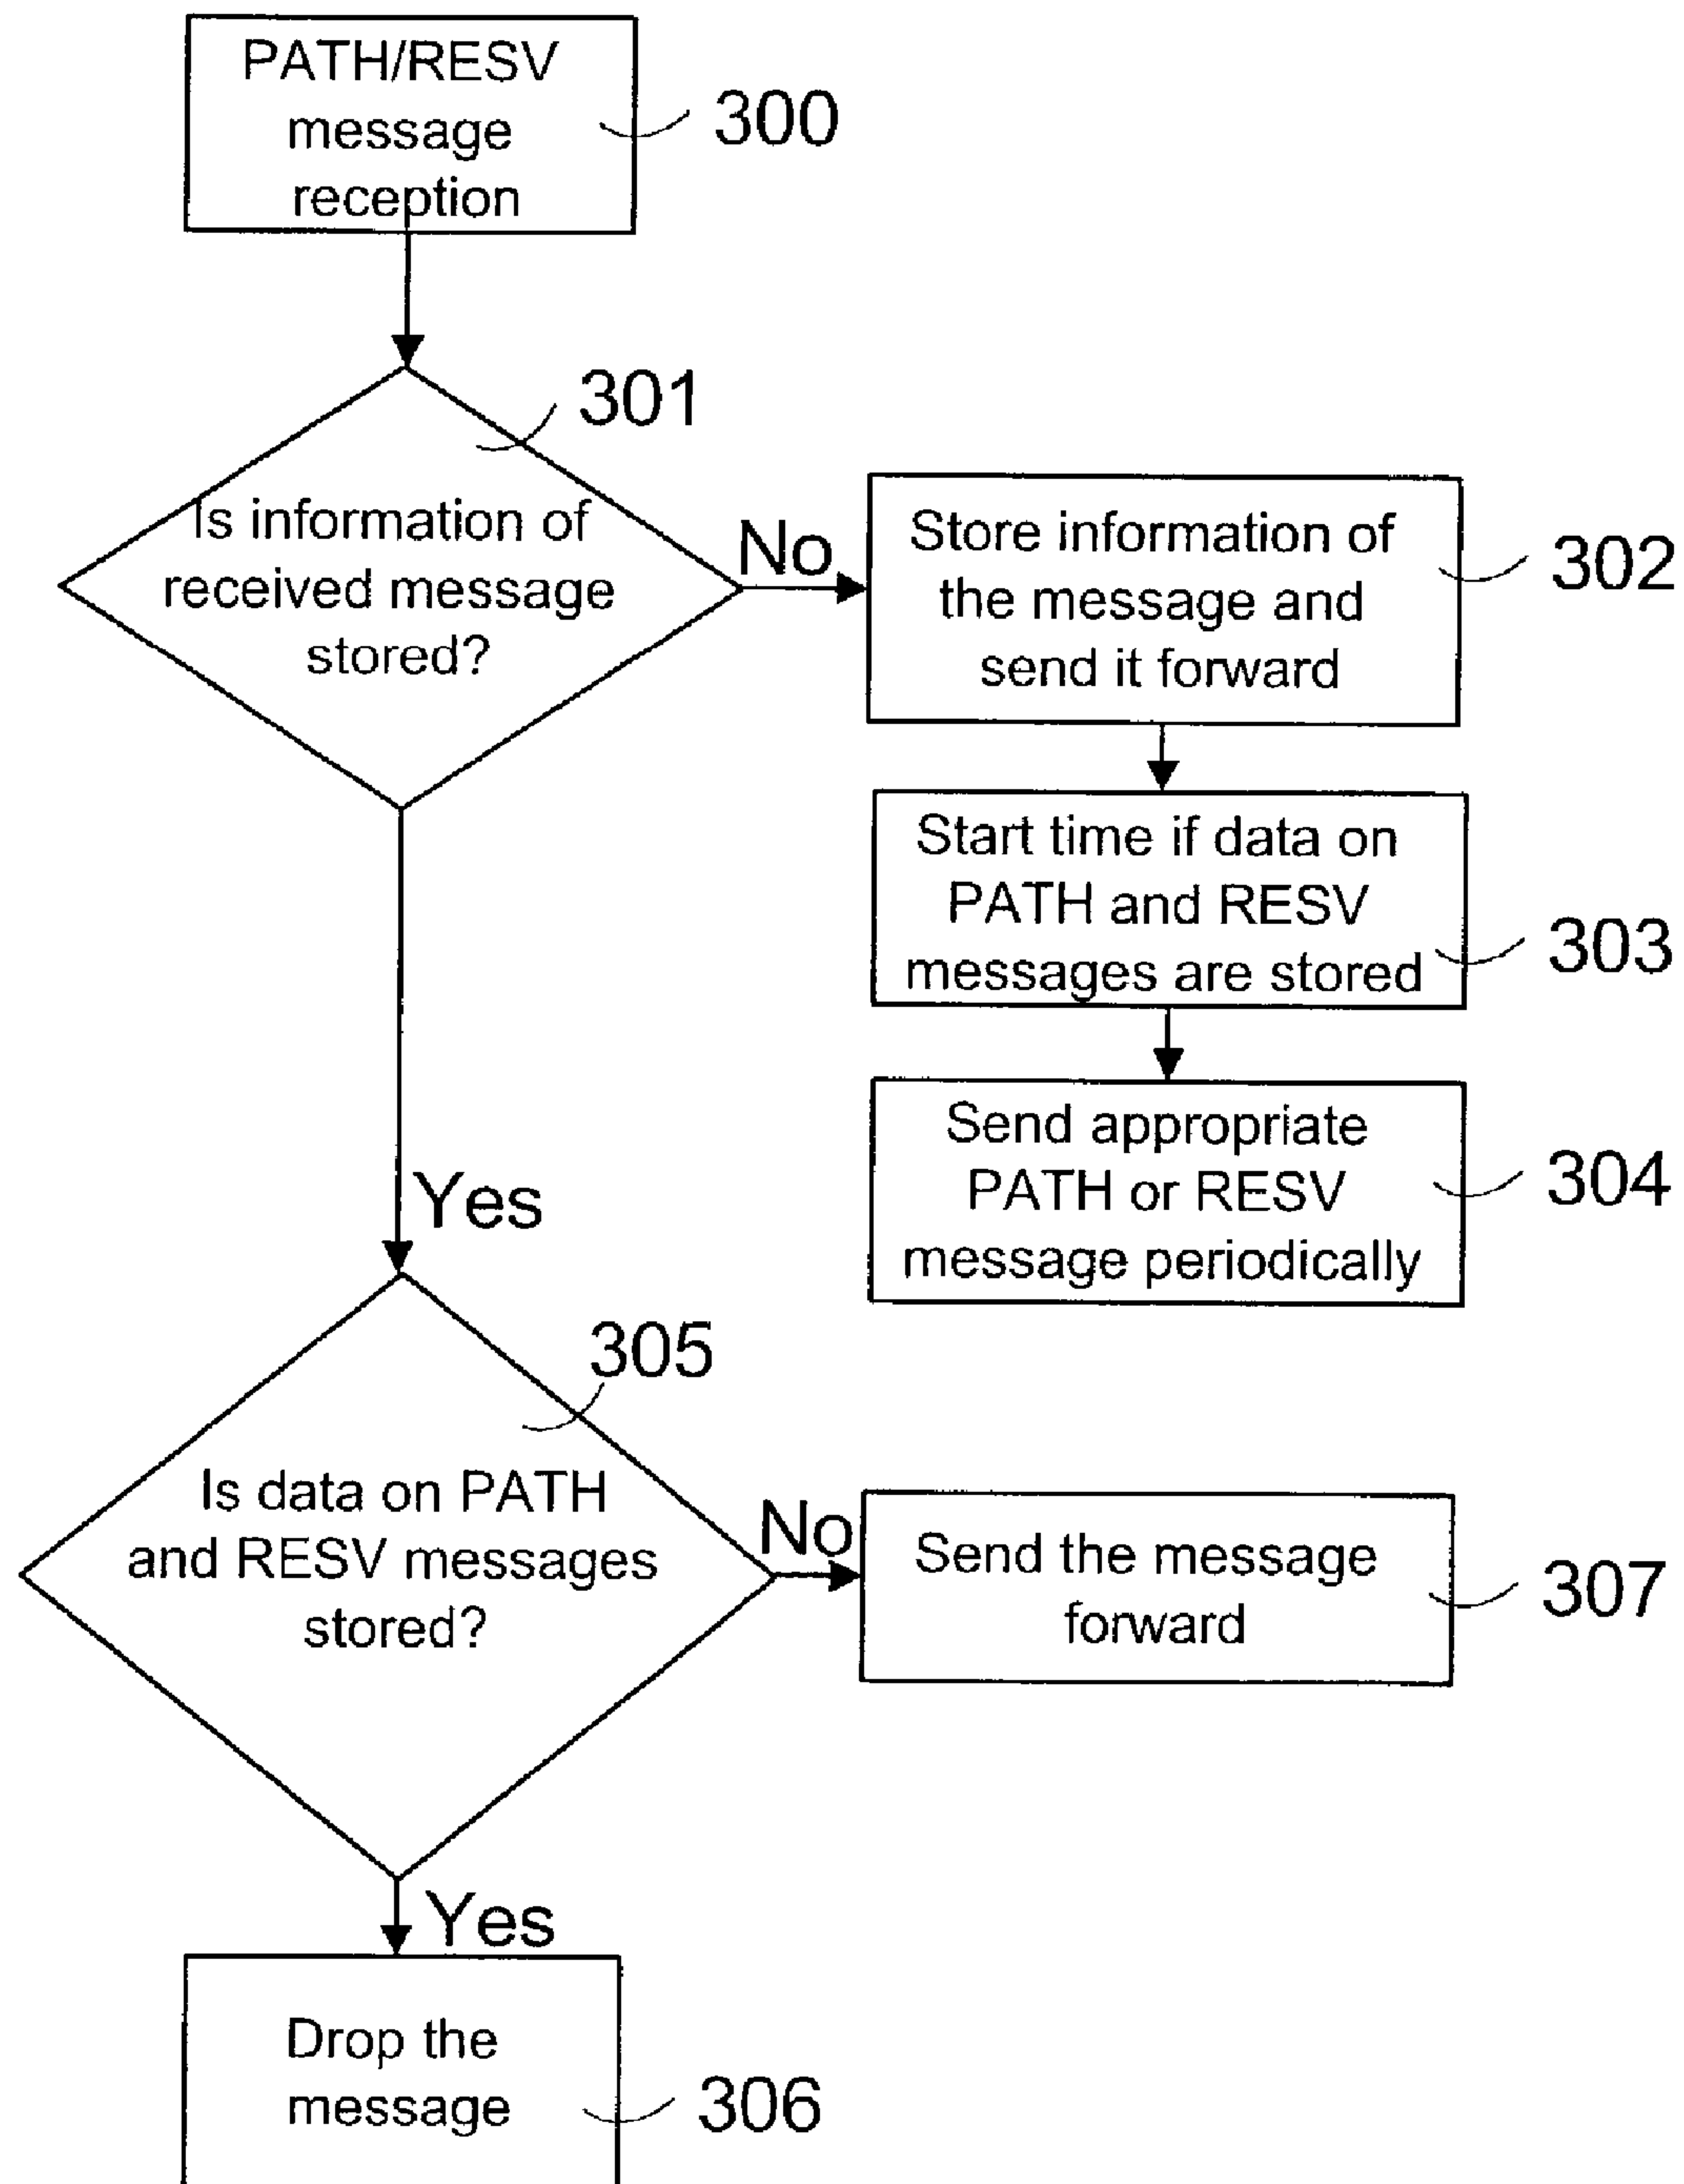 PATH/RESV
message
reception
300
301
Is information of
received message
stored?
No
Store information of
the message and
send it forward
302
Start time if data on
PATH and RESV
messages are stored
303
Send appropriate
PATH or RESV
message periodically
304
Yes
305
Is data on PATH
and RESV messages
stored?
No
Send the message
forward
307
Yes
Drop the
message
306